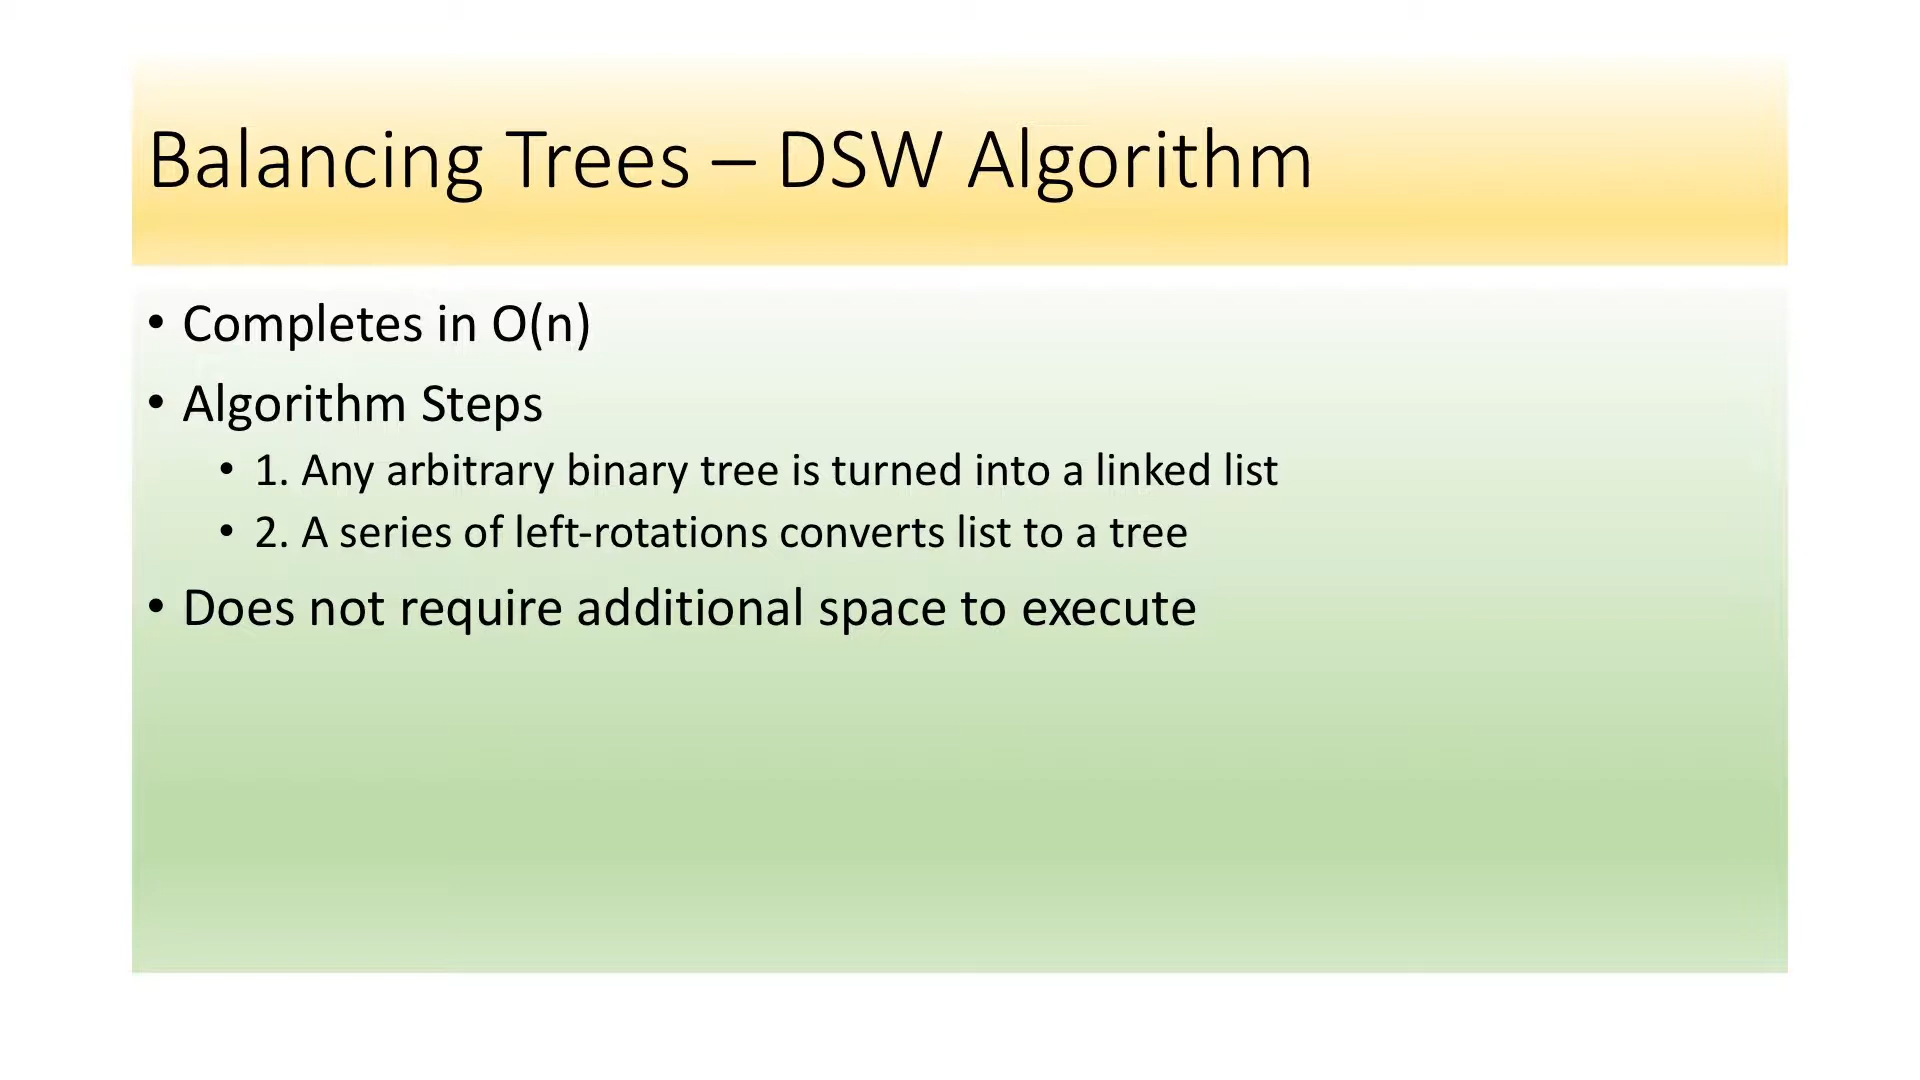 Balancing Trees – DSW Algorithm
• Completes in O(n)
• Algorithm Steps
• 1. Any arbitrary binary tree is turned into a linked list
• 2. A series of left-rotations converts list to a tree
• Does not require additional space to execute